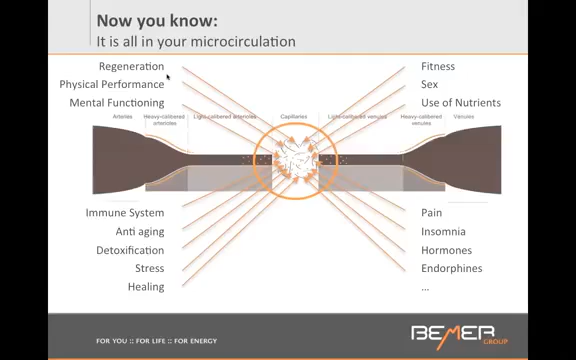 Now you know:
It is all in your microcirculation
Regeneration
Physical Performance
Mental Functioning
Fitness
Sex
Use of Nutrients
Arteries
Heavy-calibered
arterioles
Light-calibered arterioles
Capillaries
Light-calibered venules
Heavy-calibered
venules
Venules
Immune System
Anti aging
Detoxification
Stress
Healing
Pain
Insomnia
Hormones
Endorphines
...
FOR YOU :: FOR LIFE :: FOR ENERGY
BEMER
GROUP